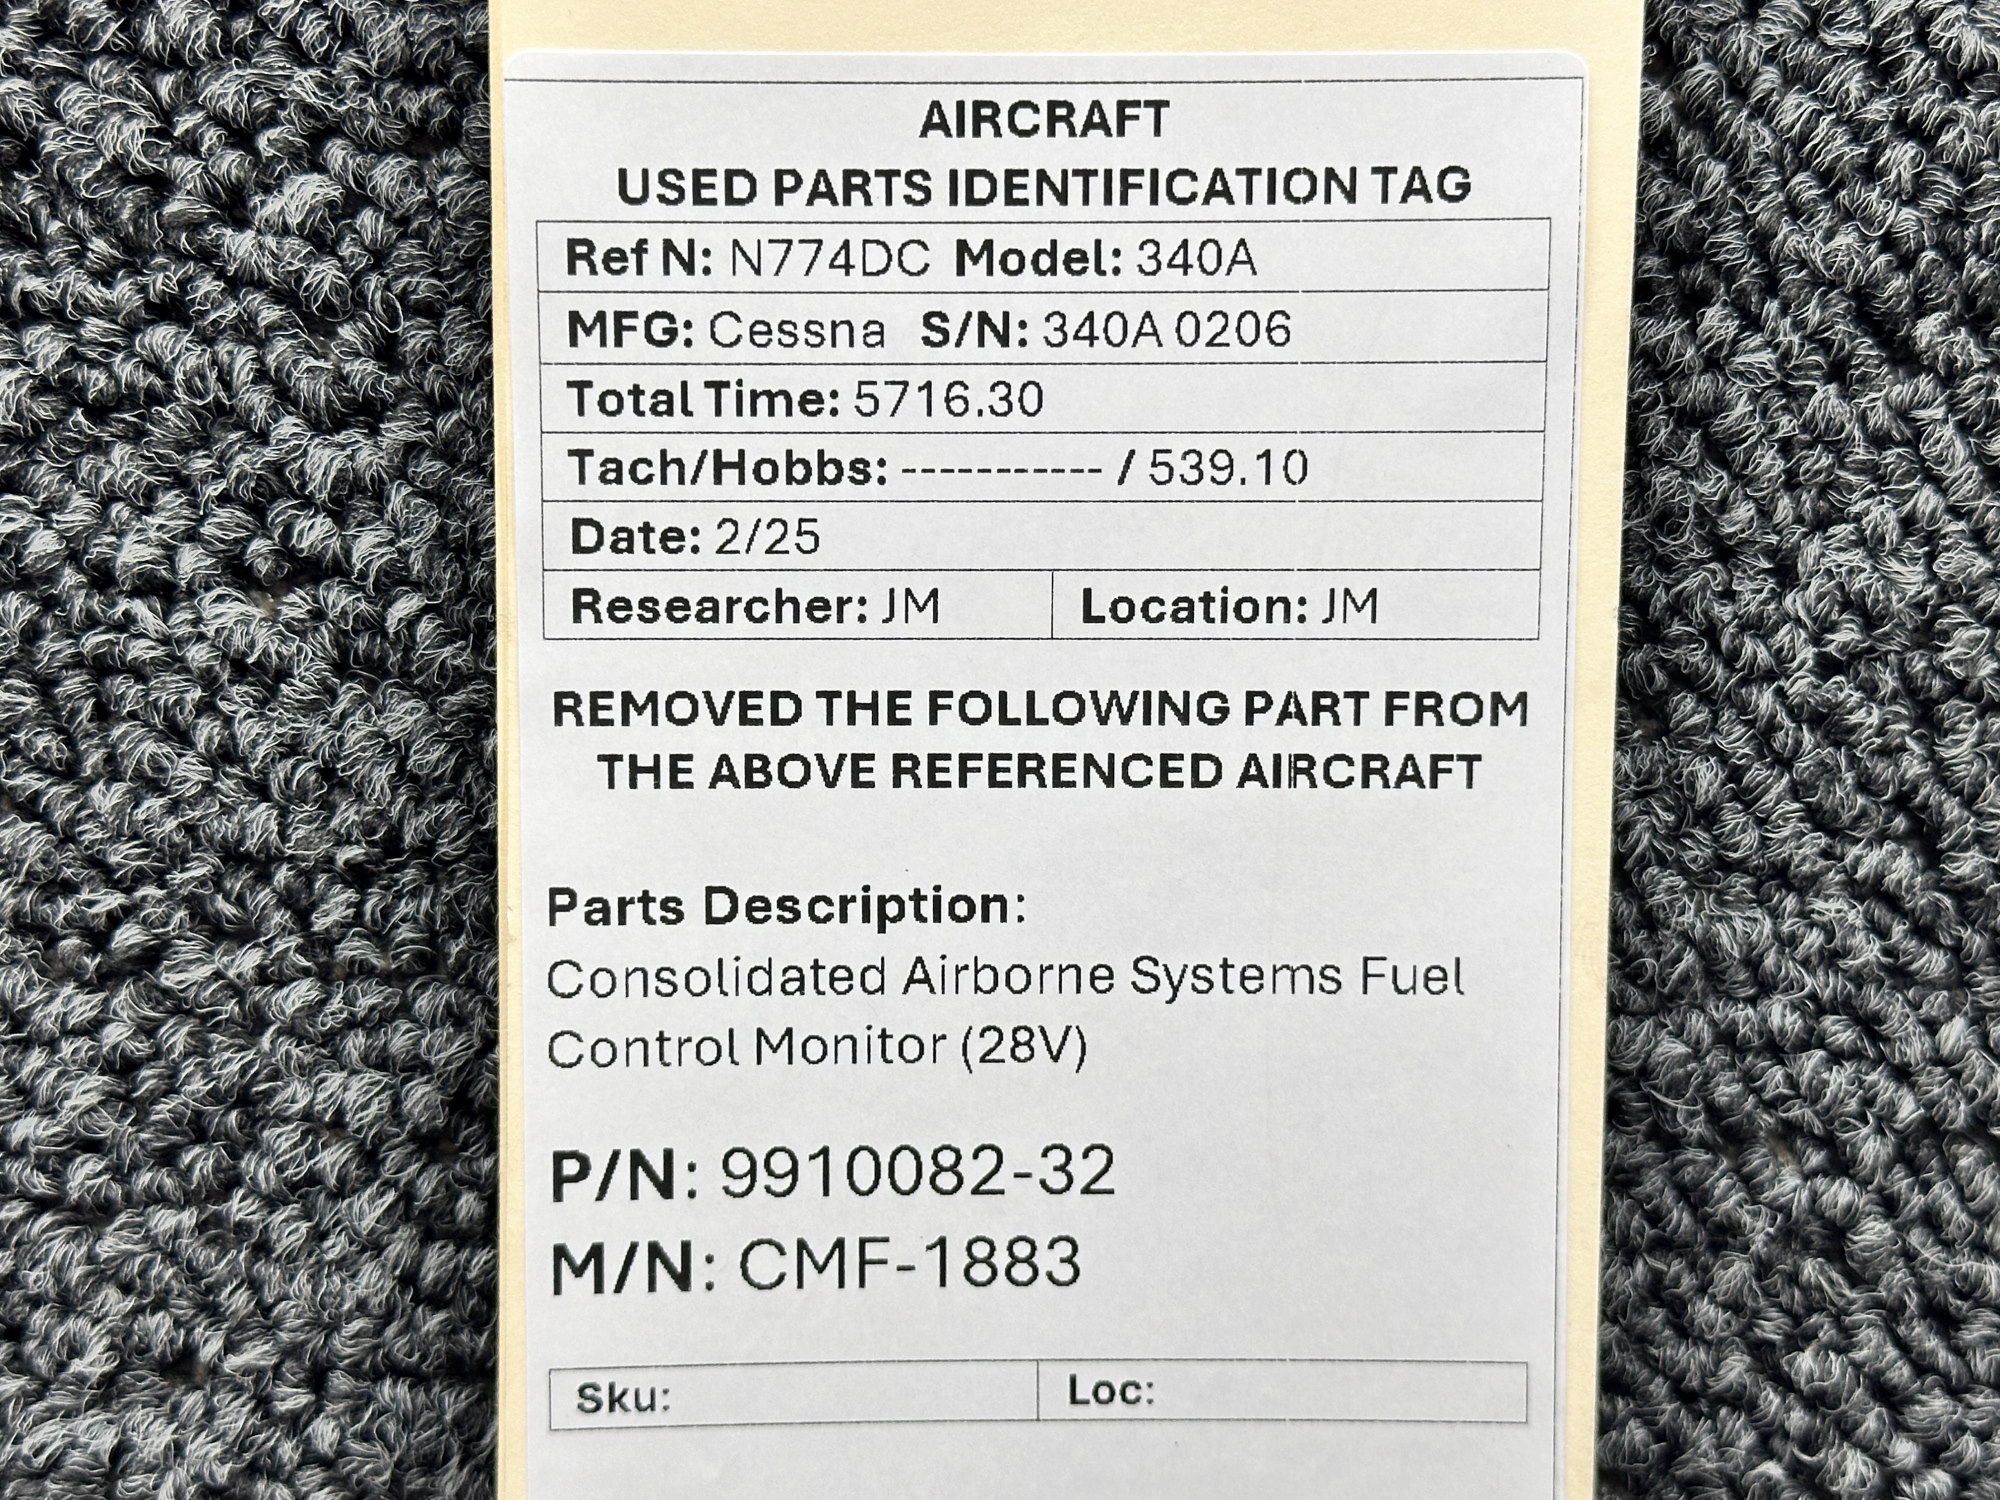 AIRCRAFT
USED PARTS IDENTIFICATION TAG
Ref N: N774DC Model: 340A
MFG: Cessna S/N: 340A 0206
Total Time: 5716.30
Tach/Hobbs: ----------- / 539.10
Date: 2/25
Researcher: JM Location: JM
REMOVED THE FOLLOWING PART FROM
THE ABOVE REFERENCED AIRCRAFT
Parts Description:
Consolidated Airborne Systems Fuel
Control Monitor (28V)
P/N: 9910082-32
M/N: CMF-1883
Sku: Loc: